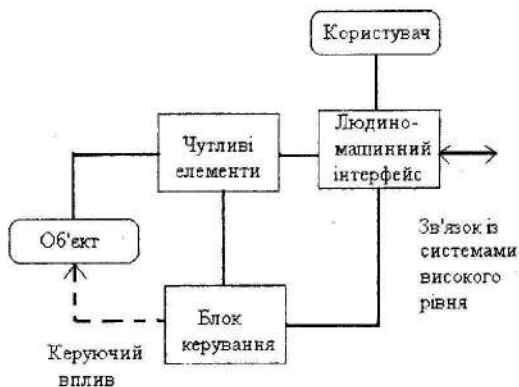 Користувач
Чутливі
елементи
Людино-
машинний
інтерфейс
Об'єкт
Зв'язок із
системами
високого
рівня
Блок
керування
Керуючий
вплив